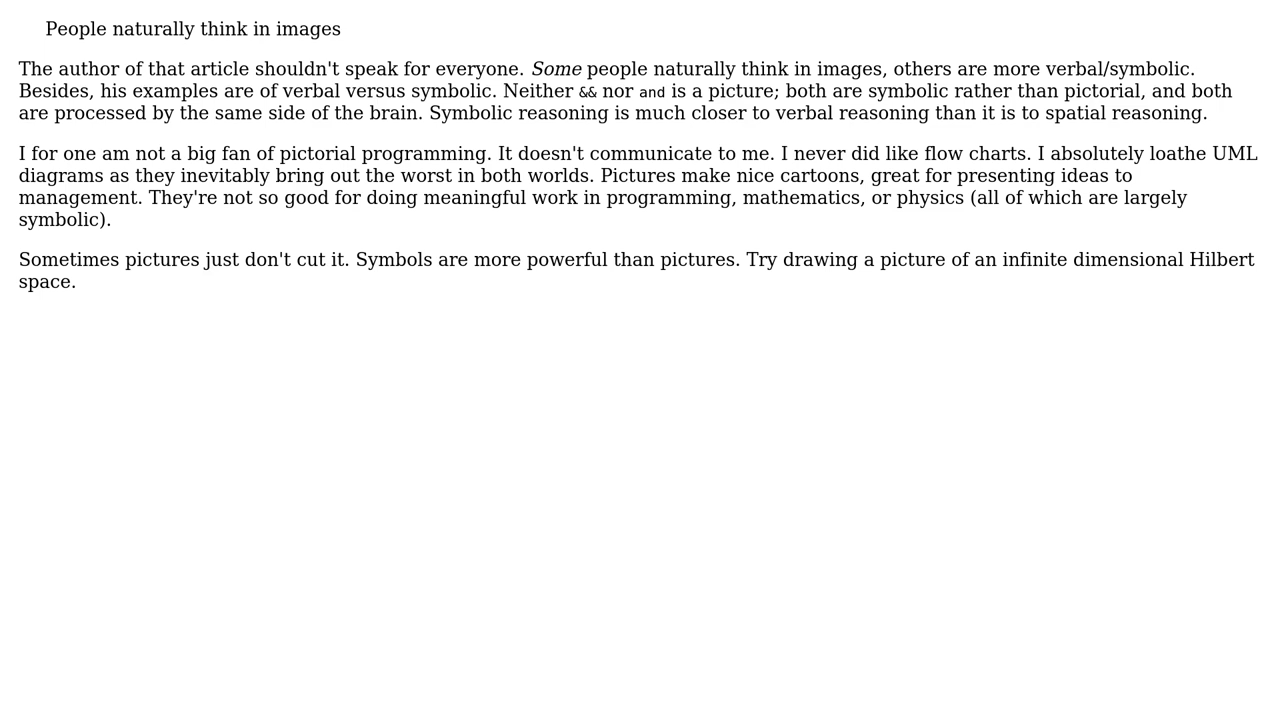 People naturally think in images
The author of that article shouldn't speak for everyone. Some people naturally think in images, others are more verbal/symbolic.
Besides, his examples are of verbal versus symbolic. Neither && nor and is a picture; both are symbolic rather than pictorial, and both
are processed by the same side of the brain. Symbolic reasoning is much closer to verbal reasoning than it is to spatial reasoning.
I for one am not a big fan of pictorial programming. It doesn't communicate to me. I never did like flow charts. I absolutely loathe UML
diagrams as they inevitably bring out the worst in both worlds. Pictures make nice cartoons, great for presenting ideas to
management. They're not so good for doing meaningful work in programming, mathematics, or physics (all of which are largely
symbolic).
Sometimes pictures just don't cut it. Symbols are more powerful than pictures. Try drawing a picture of an infinite dimensional Hilbert
space.